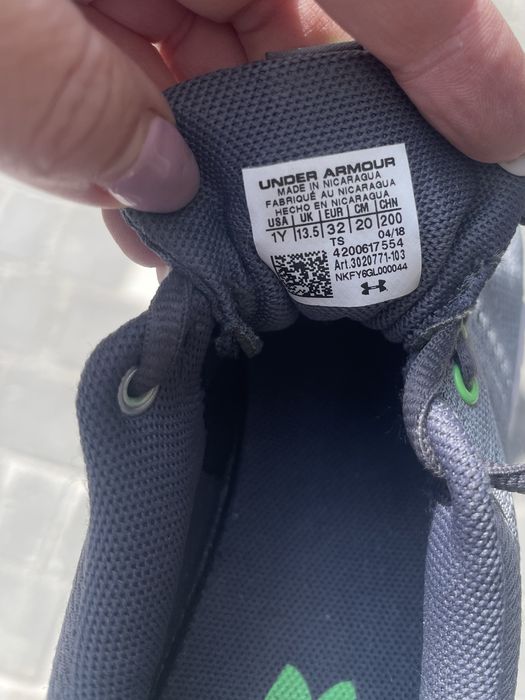 UNDER ARMOUR
MADE IN NICARAGUA
FABRIQUÉ AU NICARAGUA
HECHO EN NICARAGUA
USA UK EUR CM CHN
1Y 13.5 32 20 200
TS 04/18
4200617554
Art.3020771-103
NKFY6GL000044